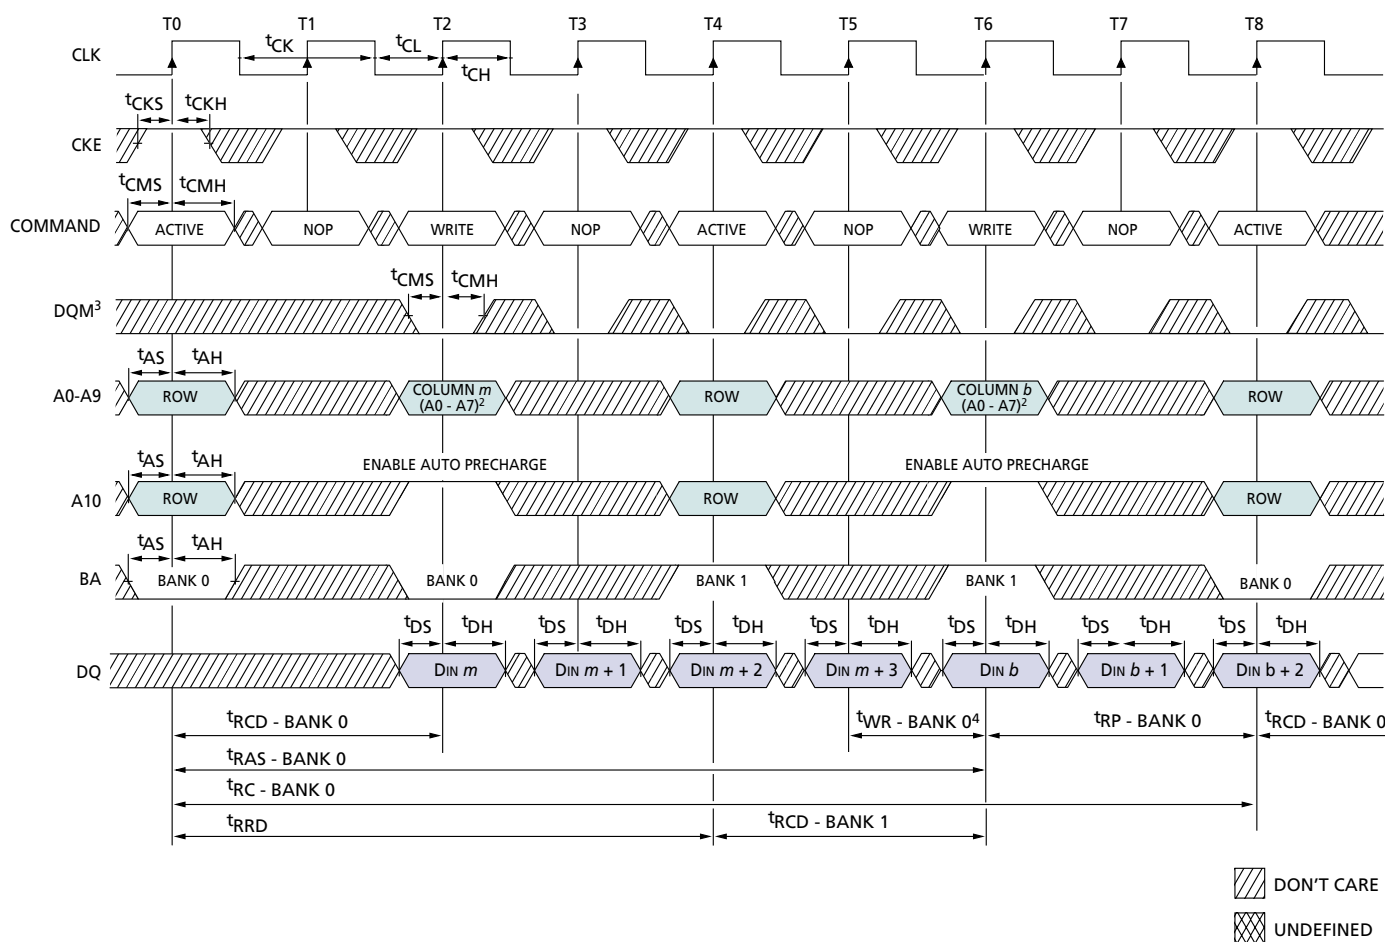 T0 T1 T2 T3 T4 T5 T6 T7 T8
CLK
tCK tCL
tCH
tCKS tCKH
CKE
tCMS tCMH
COMMAND ACTIVE NOP WRITE NOP ACTIVE NOP WRITE NOP ACTIVE
tCMS tCMH
DQM3
tAS tAH
A0-A9 ROW COLUMN m (A0 - A7)2 ROW COLUMN b (A0 - A7)2 ROW
tAS tAH
ENABLE AUTO PRECHARGE ENABLE AUTO PRECHARGE
A10 ROW ROW ROW
tAS tAH
BA BANK 0 BANK 0 BANK 1 BANK 1 BANK 0
tDS tDH tDS tDH tDS tDH tDS tDH tDS tDH tDS tDH tDS tDH
DQ DIN m DIN m + 1 DIN m + 2 DIN m + 3 DIN b DIN b + 1 DIN b + 2
tRCD - BANK 0 tWR - BANK 04 tRP - BANK 0 tRCD - BANK 0
tRAS - BANK 0
tRC - BANK 0
tRRD tRCD - BANK 1
DON'T CARE
UNDEFINED